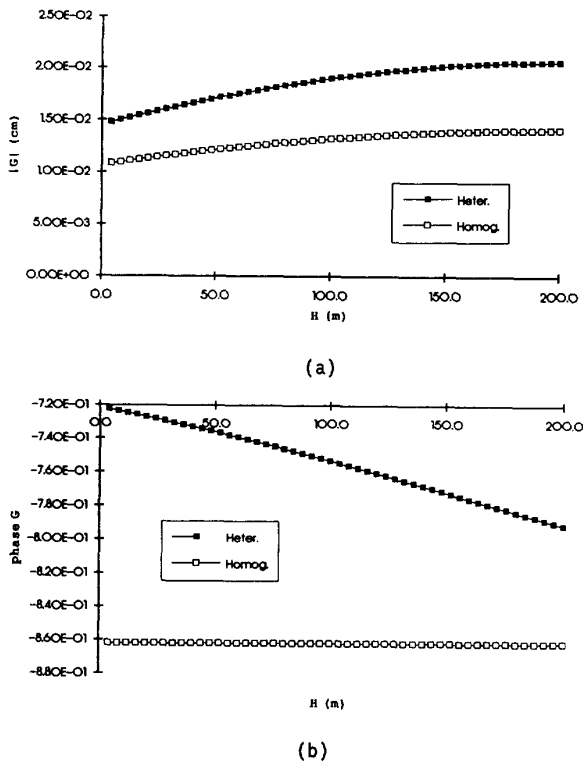 2.50E-02
2.00E-02
1.50E-02
1.00E-02
5.00E-03
0.00E+00
|G| (cm)
Heter.
Homog.
0.0 50.0 100.0 150.0 200.0
H (m)
(a)
-7.20E-01
-7.40E-01
-7.60E-01
-7.80E-01
-8.00E-01
-8.20E-01
-8.40E-01
-8.60E-01
-8.80E-01
phase G
0.0 50.0 100.0 150.0 200.0
Heter.
Homog.
H (m)
(b)